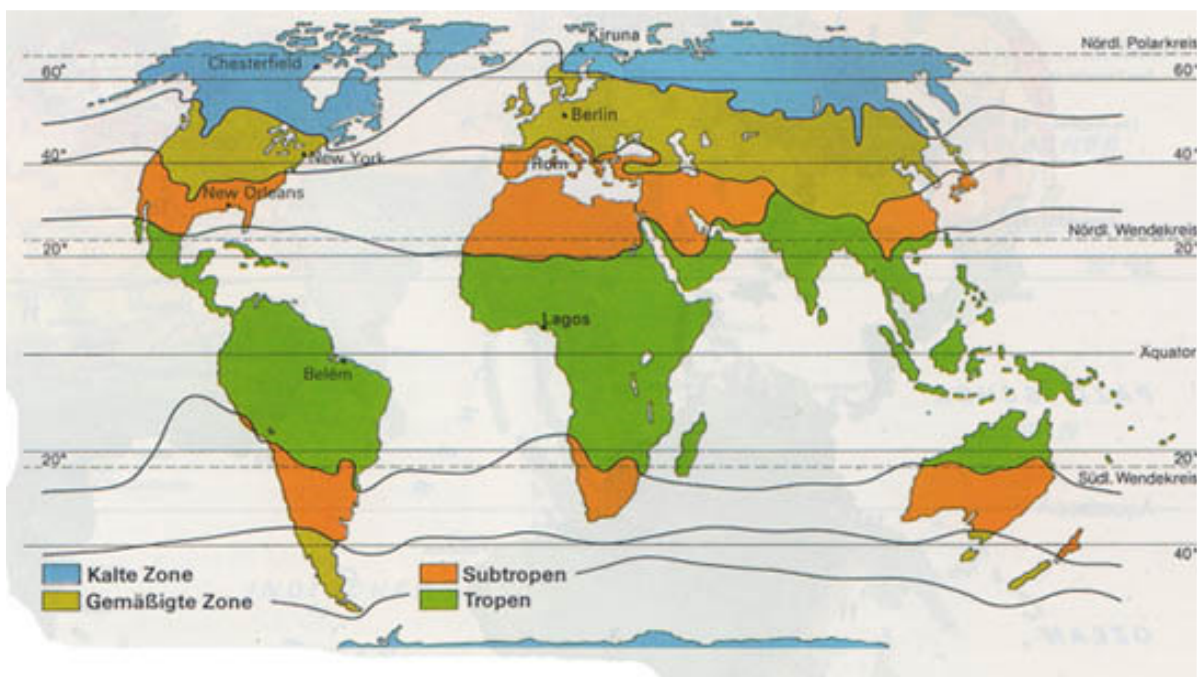 Kiruna
Nördl. Polarkreis
Chesterfield
60°
60°
Berlin
40°
New York
Rom
40°
New Orleans
Nördl. Wendekreis
20°
20°
Lagos
Äquator
Belém
20°
20°
Südl. Wendekreis
40°
Kalte Zone
Subtropen
Gemäßigte Zone
Tropen
OZEAN